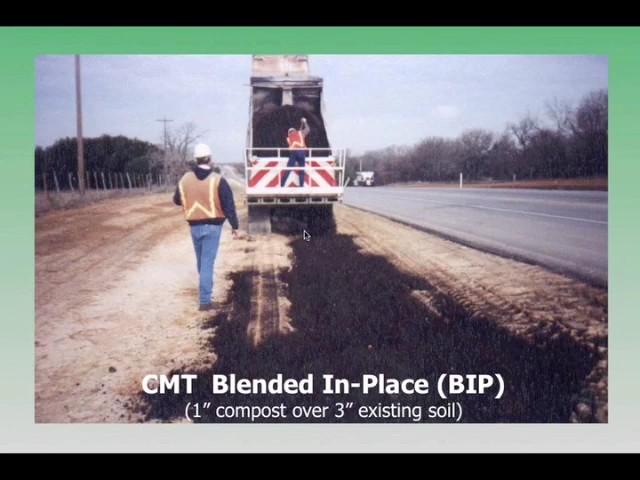 CMT Blended In-Place (BIP)
(1” compost over 3” existing soil)